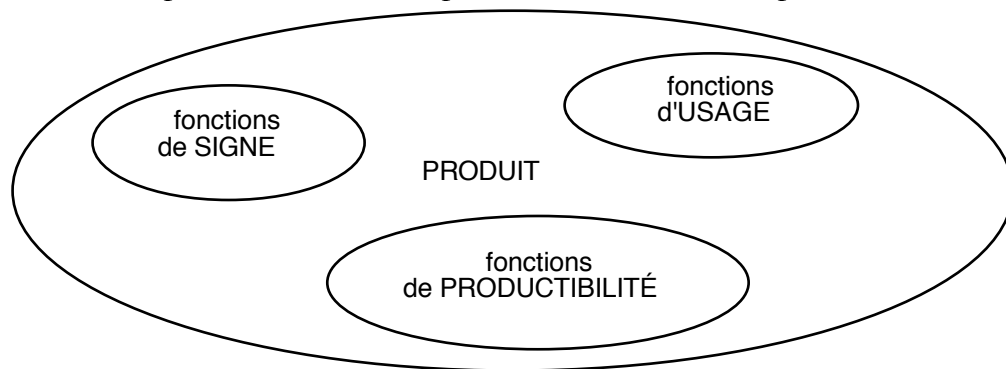 fonctions
de SIGNE
fonctions
d'USAGE
PRODUIT
fonctions
de PRODUCTIBILITÉ